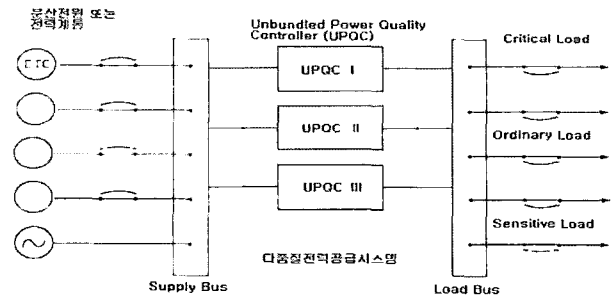 분산전원 또는
전력계통
Unbundled Power Quality
Controller (UPQC)
Critical Load
UPQC I
UPQC II
Ordinary Load
UPQC III
Sensitive Load
다품질전력공급시스템
Supply Bus
Load Bus